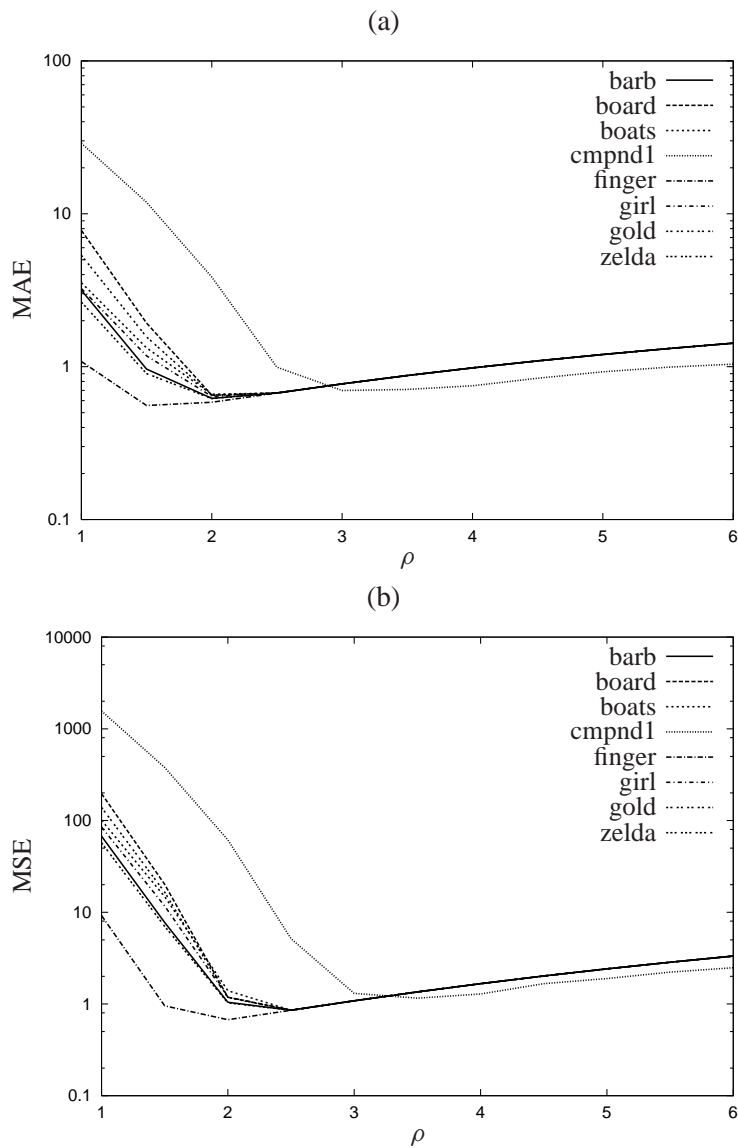 (a)
100
10
1
0.1
MAE
1 2 3 4 5 6
ρ
barb
board
boats
cmpnd1
finger
girl
gold
zelda
(b)
10000
1000
100
10
1
0.1
MSE
1 2 3 4 5 6
ρ
barb
board
boats
cmpnd1
finger
girl
gold
zelda